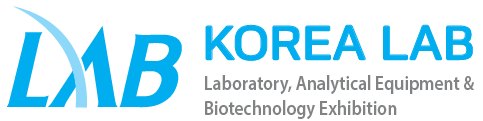 LAB
KOREA LAB
Laboratory, Analytical Equipment &
Biotechnology Exhibition